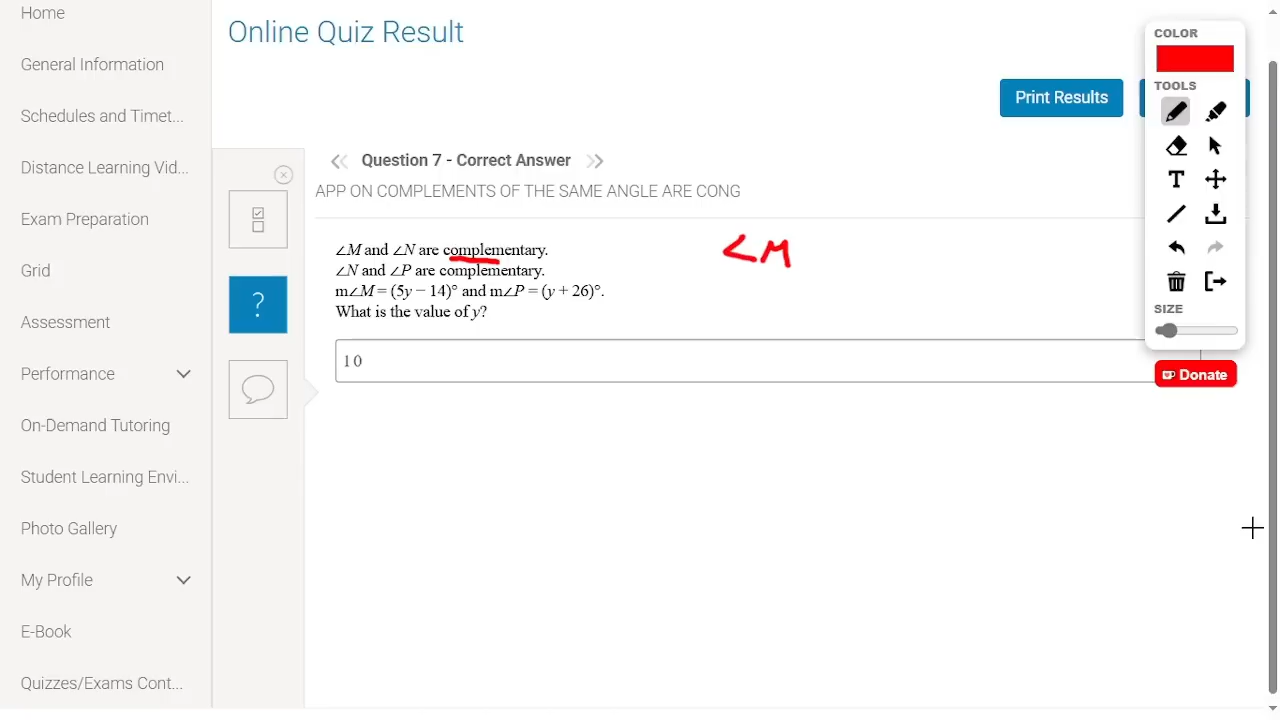 Home
General Information
Schedules and Timet...
Distance Learning Vid...
Exam Preparation
Grid
Assessment
Performance
On-Demand Tutoring
Student Learning Envi...
Photo Gallery
My Profile
E-Book
Quizzes/Exams Cont...
Online Quiz Result
Print Results
Question 7 - Correct Answer
APP ON COMPLEMENTS OF THE SAME ANGLE ARE CONG
∠M and ∠N are complementary.
∠N and ∠P are complementary.
m∠M = (5y − 14)° and m∠P = (y + 26)°.
What is the value of y?
10
∠M
COLOR
TOOLS
T
SIZE
Donate